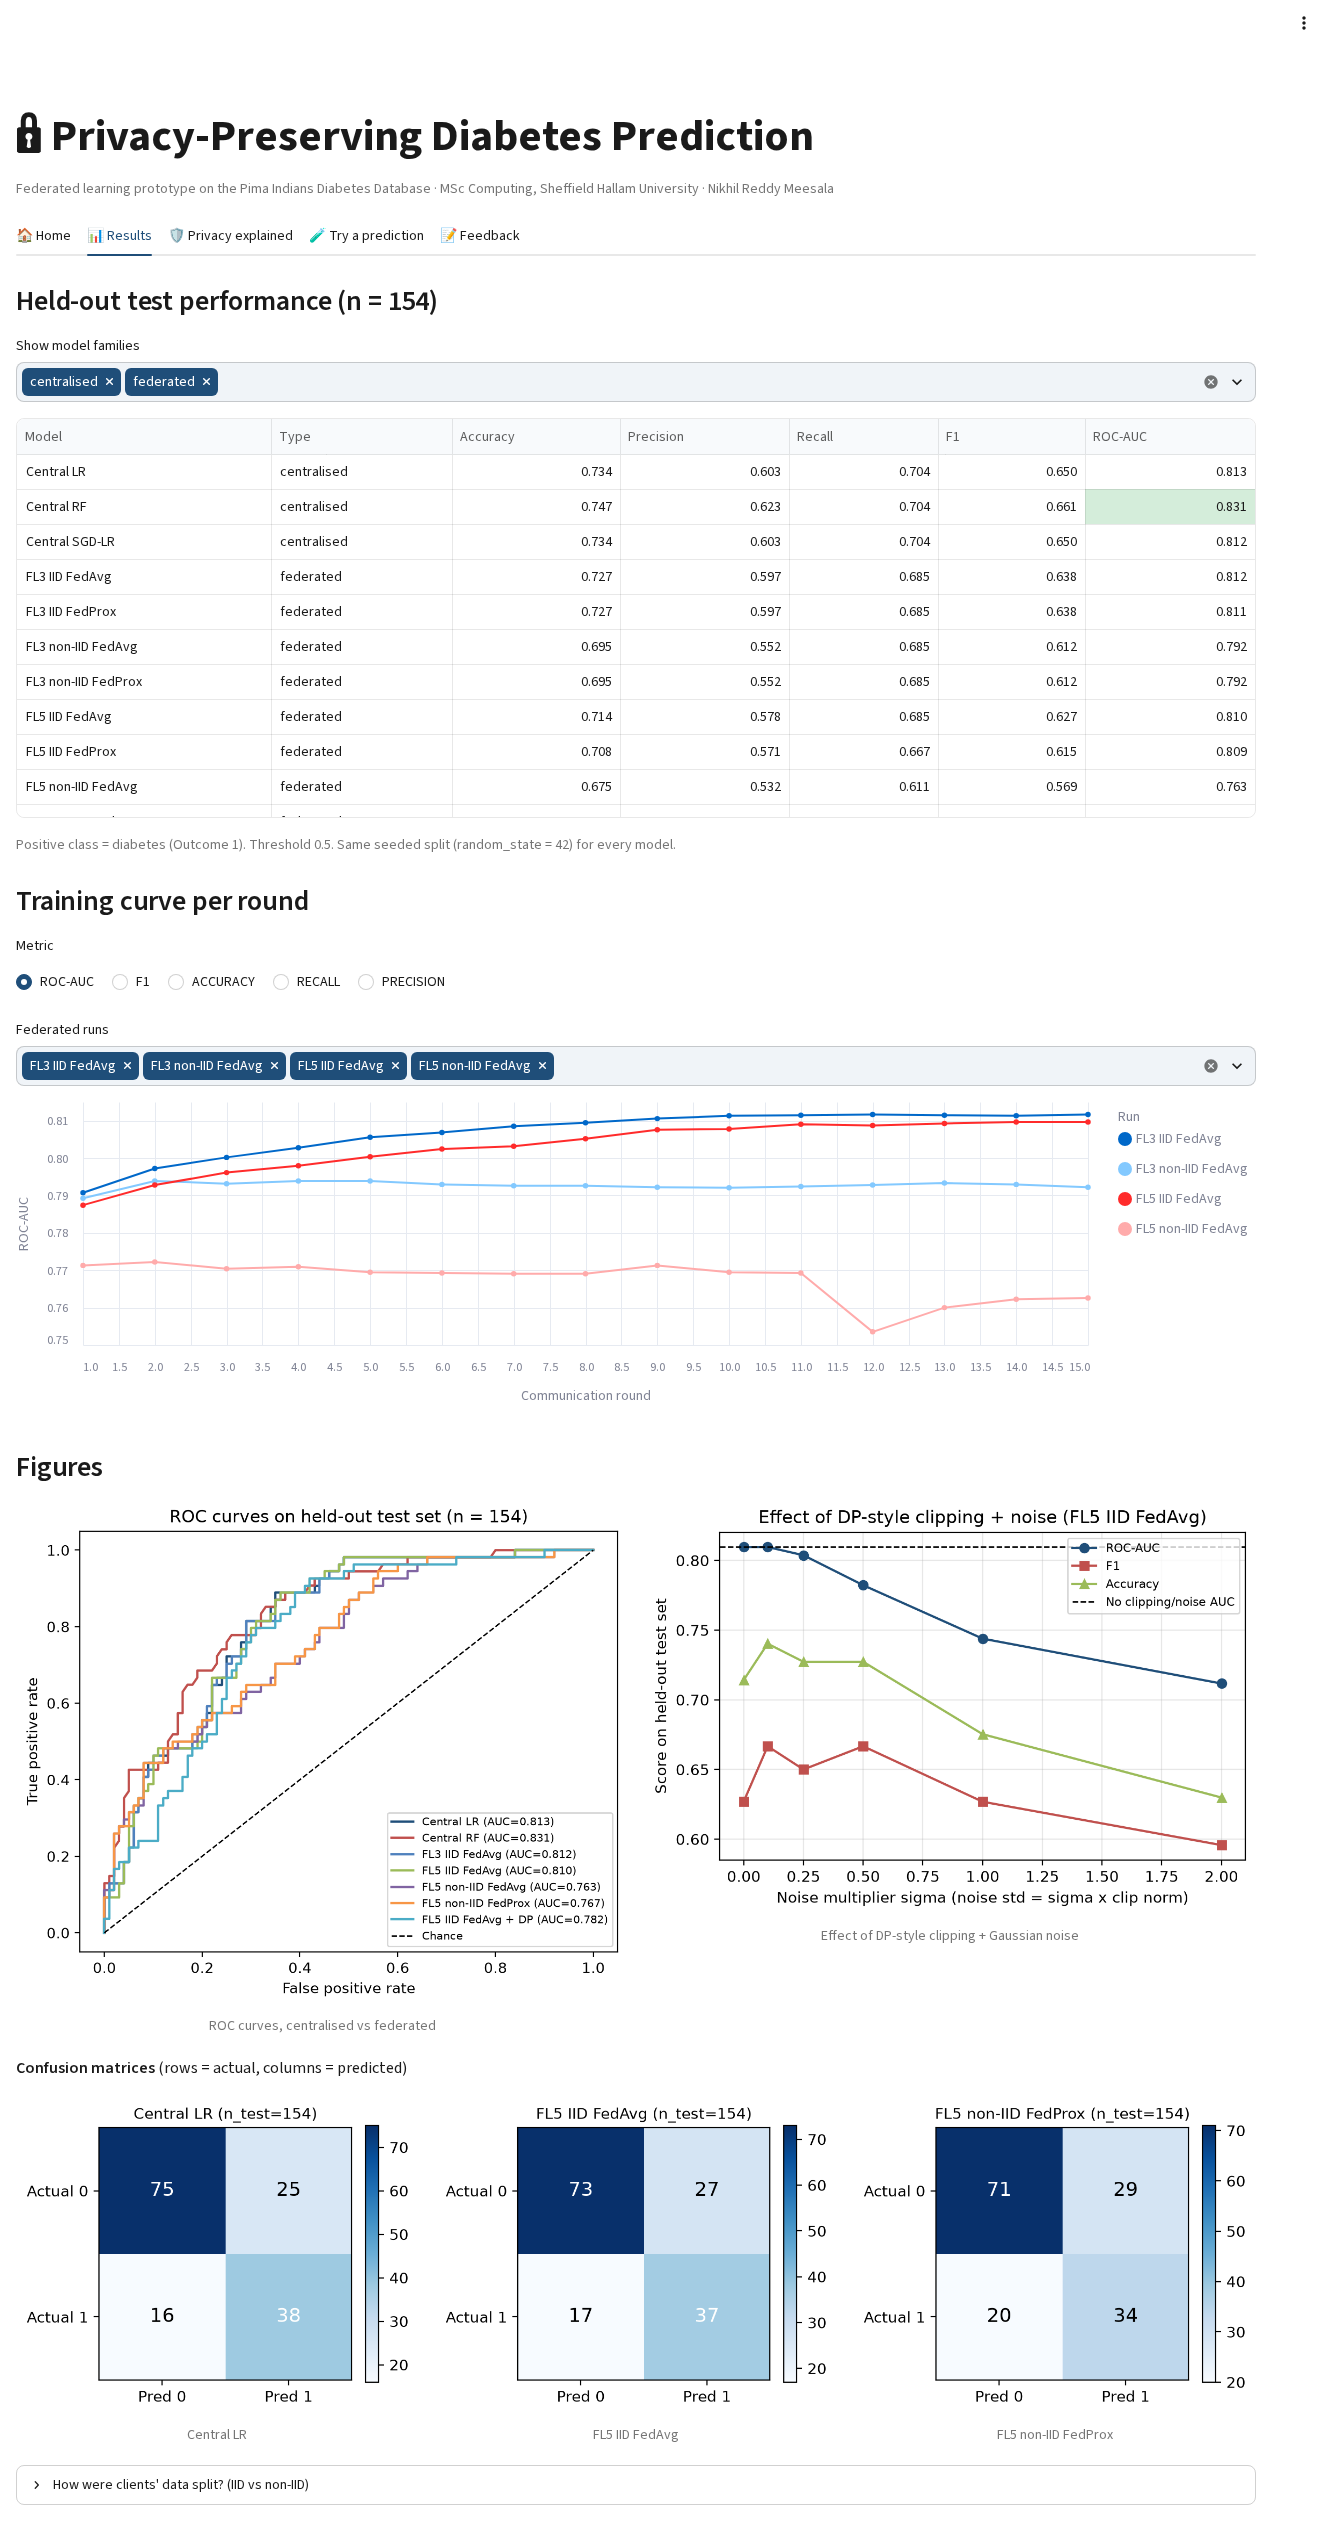 Privacy-Preserving Diabetes Prediction
Federated learning prototype on the Pima Indians Diabetes Database · MSc Computing, Sheffield Hallam University · Nikhil Reddy Meesala
Home Results Privacy explained Try a prediction Feedback
Held-out test performance (n = 154)
Show model families
centralised federated
Model Type Accuracy Precision Recall F1 ROC-AUC
Central LR centralised 0.734 0.603 0.704 0.650 0.813
Central RF centralised 0.747 0.623 0.704 0.661 0.831
Central SGD-LR centralised 0.734 0.603 0.704 0.650 0.812
FL3 IID FedAvg federated 0.727 0.597 0.685 0.638 0.812
FL3 IID FedProx federated 0.727 0.597 0.685 0.638 0.811
FL3 non-IID FedAvg federated 0.695 0.552 0.685 0.612 0.792
FL3 non-IID FedProx federated 0.695 0.552 0.685 0.612 0.792
FL5 IID FedAvg federated 0.714 0.578 0.685 0.627 0.810
FL5 IID FedProx federated 0.708 0.571 0.667 0.615 0.809
FL5 non-IID FedAvg federated 0.675 0.532 0.611 0.569 0.763
Positive class = diabetes (Outcome 1). Threshold 0.5. Same seeded split (random_state = 42) for every model.
Training curve per round
Metric
ROC-AUC F1 ACCURACY RECALL PRECISION
Federated runs
FL3 IID FedAvg FL3 non-IID FedAvg FL5 IID FedAvg FL5 non-IID FedAvg
ROC-AUC
0.81
0.80
0.79
0.78
0.77
0.76
0.75
1.0 1.5 2.0 2.5 3.0 3.5 4.0 4.5 5.0 5.5 6.0 6.5 7.0 7.5 8.0 8.5 9.0 9.5 10.0 10.5 11.0 11.5 12.0 12.5 13.0 13.5 14.0 14.5 15.0
Communication round
Run
FL3 IID FedAvg
FL3 non-IID FedAvg
FL5 IID FedAvg
FL5 non-IID FedAvg
Figures
ROC curves on held-out test set (n = 154)
True positive rate
1.0
0.8
0.6
0.4
0.2
0.0
Central LR (AUC=0.813)
Central RF (AUC=0.831)
FL3 IID FedAvg (AUC=0.812)
FL5 IID FedAvg (AUC=0.810)
FL5 non-IID FedAvg (AUC=0.763)
FL5 non-IID FedProx (AUC=0.767)
FL5 IID FedAvg + DP (AUC=0.782)
Chance
0.0 0.2 0.4 0.6 0.8 1.0
False positive rate
ROC curves, centralised vs federated
Effect of DP-style clipping + noise (FL5 IID FedAvg)
Score on held-out test set
0.80
0.75
0.70
0.65
0.60
ROC-AUC
F1
Accuracy
No clipping/noise AUC
0.00 0.25 0.50 0.75 1.00 1.25 1.50 1.75 2.00
Noise multiplier sigma (noise std = sigma x clip norm)
Effect of DP-style clipping + Gaussian noise
Confusion matrices (rows = actual, columns = predicted)
Central LR (n_test=154)
Actual 0 75 25
Actual 1 16 38
Pred 0 Pred 1
70
60
50
40
30
20
Central LR
FL5 IID FedAvg (n_test=154)
Actual 0 73 27
Actual 1 17 37
Pred 0 Pred 1
70
60
50
40
30
20
FL5 IID FedAvg
FL5 non-IID FedProx (n_test=154)
Actual 0 71 29
Actual 1 20 34
Pred 0 Pred 1
70
60
50
40
30
20
FL5 non-IID FedProx
How were clients' data split? (IID vs non-IID)